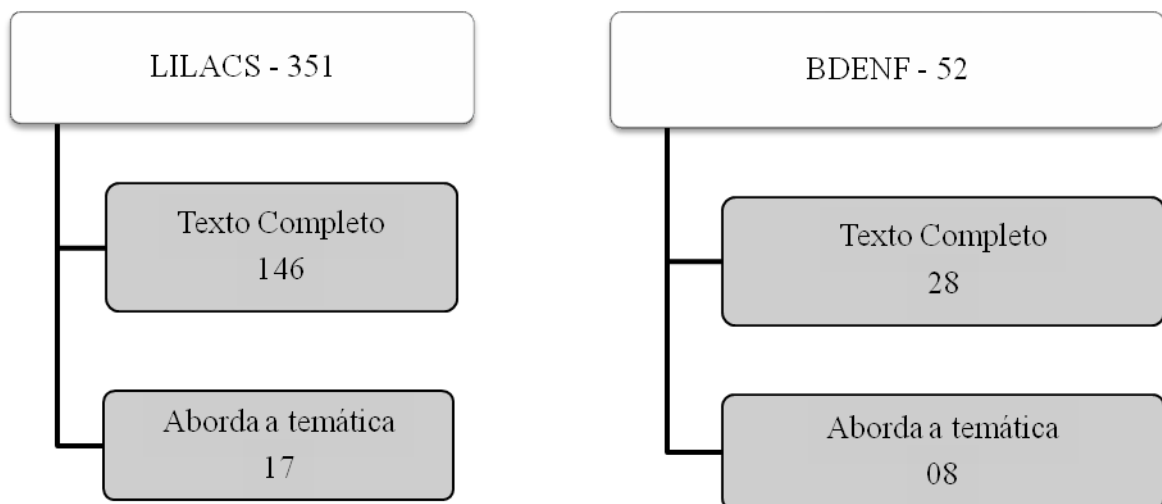 LILACS - 351
Texto Completo
146
Aborda a temática
17
BDENF - 52
Texto Completo
28
Aborda a temática
08